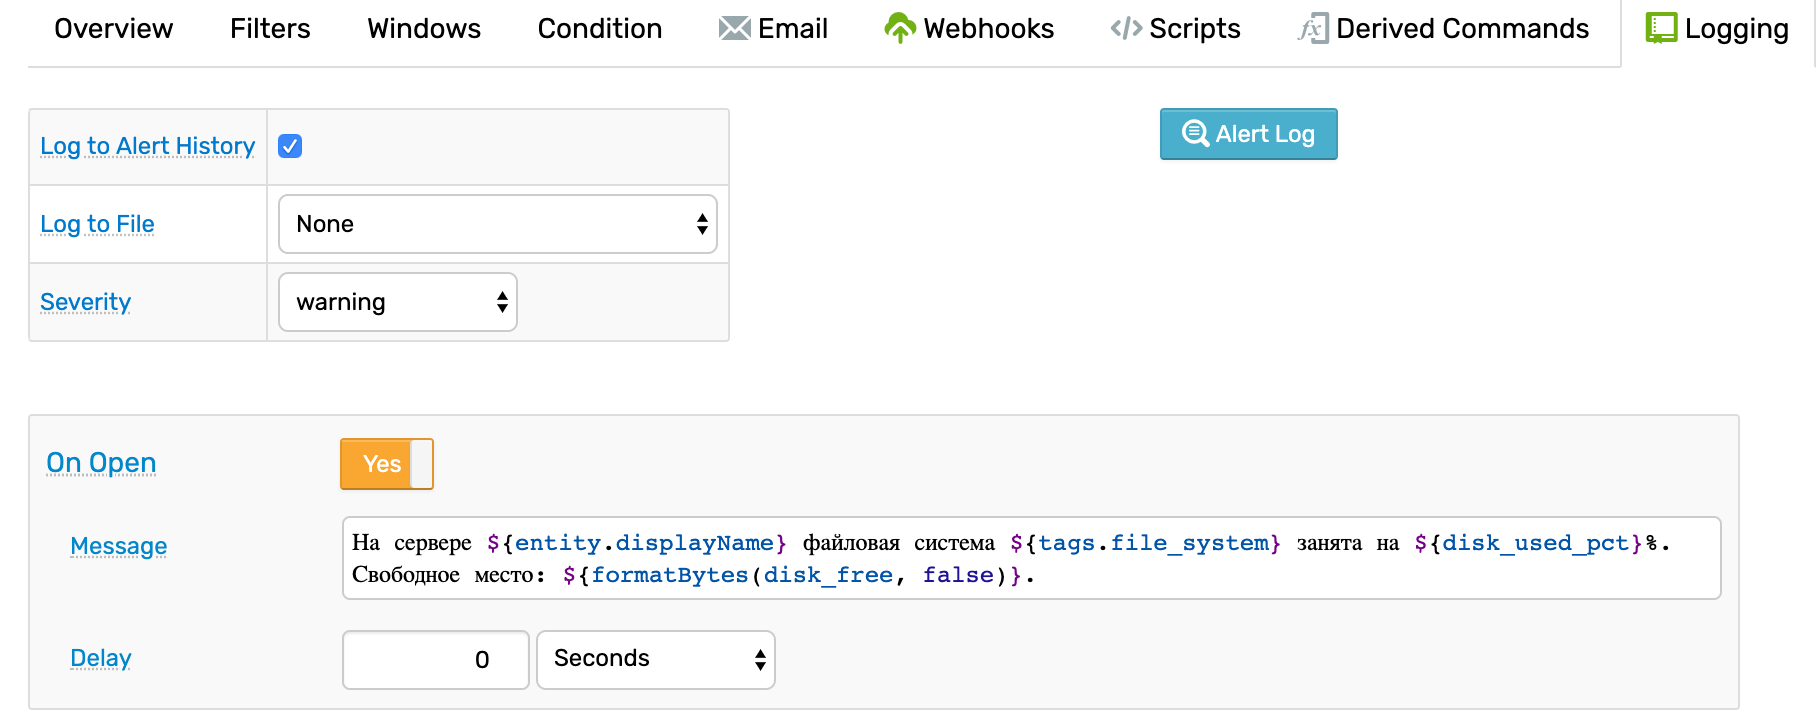 Overview Filters Windows Condition Email Webhooks </> Scripts fx Derived Commands Logging
Log to Alert History
Alert Log
Log to File None
Severity warning
On Open Yes
Message На сервере ${entity.displayName} файловая система ${tags.file_system} занята на ${disk_used_pct}%.
Свободное место: ${formatBytes(disk_free, false)}.
Delay 0 Seconds